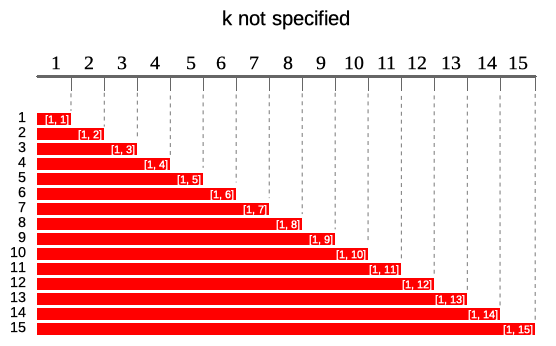 k not specified
1 2 3 4 5 6 7 8 9 10 11 12 13 14 15
1 [1, 1]
2 [1, 2]
3 [1, 3]
4 [1, 4]
5 [1, 5]
6 [1, 6]
7 [1, 7]
8 [1, 8]
9 [1, 9]
10 [1, 10]
11 [1, 11]
12 [1, 12]
13 [1, 13]
14 [1, 14]
15 [1, 15]